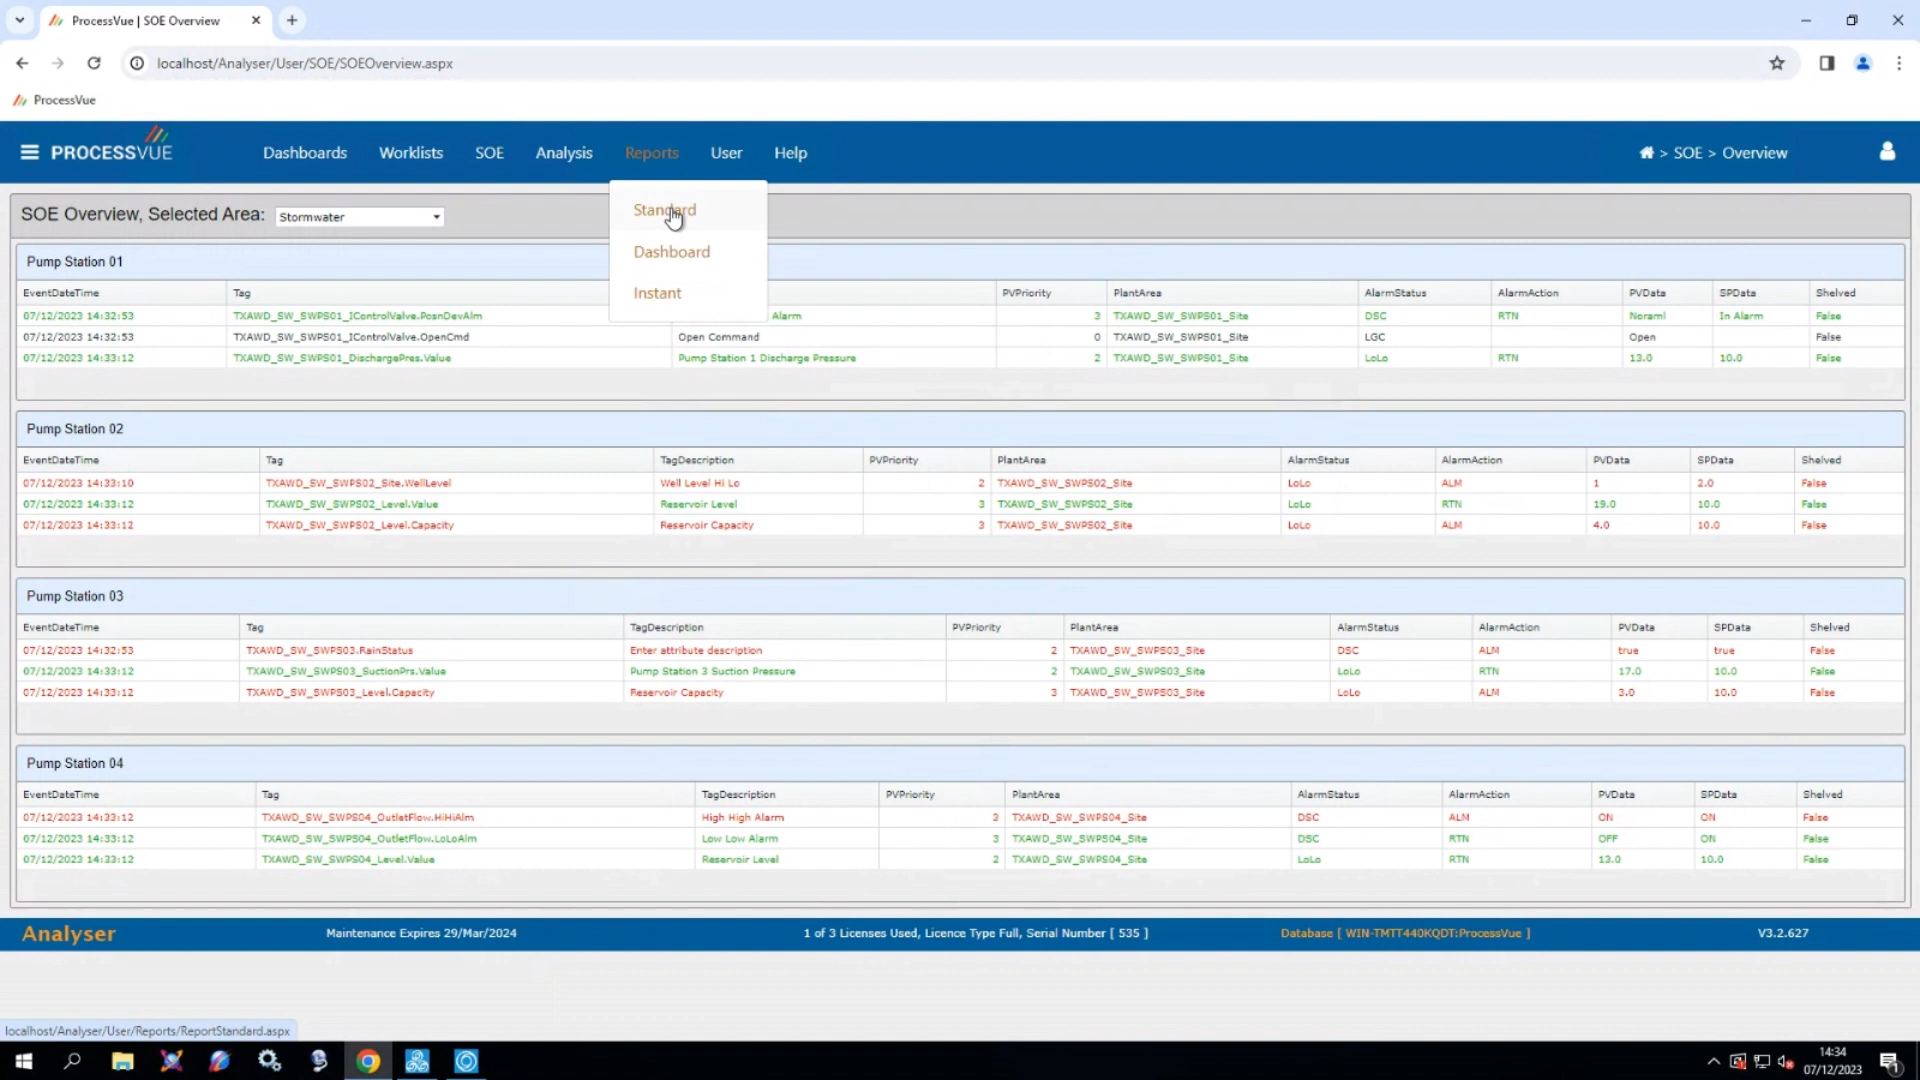 ProcessVue | SOE Overview
localhost/Analyser/User/SOE/SOEOverview.aspx
ProcessVue
PROCESSVUE Dashboards Worklists SOE Analysis Reports User Help > SOE > Overview
Standard
Dashboard
Instant
SOE Overview, Selected Area: Stormwater
Pump Station 01
EventDateTime Tag PVPriority PlantArea AlarmStatus AlarmAction PVData SPData Shelved
07/12/2023 14:32:53 TXAWD_SW_SWPS01_IControlValve.PosnDevAlm Alarm 3 TXAWD_SW_SWPS01_Site DSC RTN Noraml In Alarm False
07/12/2023 14:32:53 TXAWD_SW_SWPS01_IControlValve.OpenCmd Open Command 0 TXAWD_SW_SWPS01_Site LGC Open False
07/12/2023 14:33:12 TXAWD_SW_SWPS01_DischargePres.Value Pump Station 1 Discharge Pressure 2 TXAWD_SW_SWPS01_Site LoLo RTN 13.0 10.0 False
Pump Station 02
EventDateTime Tag TagDescription PVPriority PlantArea AlarmStatus AlarmAction PVData SPData Shelved
07/12/2023 14:33:10 TXAWD_SW_SWPS02_Site.WellLevel Well Level Hi Lo 2 TXAWD_SW_SWPS02_Site LoLo ALM 1 2.0 False
07/12/2023 14:33:12 TXAWD_SW_SWPS02_Level.Value Reservoir Level 3 TXAWD_SW_SWPS02_Site LoLo RTN 19.0 10.0 False
07/12/2023 14:33:12 TXAWD_SW_SWPS02_Level.Capacity Reservoir Capacity 3 TXAWD_SW_SWPS02_Site LoLo ALM 4.0 10.0 False
Pump Station 03
EventDateTime Tag TagDescription PVPriority PlantArea AlarmStatus AlarmAction PVData SPData Shelved
07/12/2023 14:32:53 TXAWD_SW_SWPS03.RainStatus Enter attribute description 2 TXAWD_SW_SWPS03_Site DSC ALM true true False
07/12/2023 14:33:12 TXAWD_SW_SWPS03_SuctionPrs.Value Pump Station 3 Suction Pressure 2 TXAWD_SW_SWPS03_Site LoLo RTN 17.0 10.0 False
07/12/2023 14:33:12 TXAWD_SW_SWPS03_Level.Capacity Reservoir Capacity 3 TXAWD_SW_SWPS03_Site LoLo ALM 3.0 10.0 False
Pump Station 04
EventDateTime Tag TagDescription PVPriority PlantArea AlarmStatus AlarmAction PVData SPData Shelved
07/12/2023 14:33:12 TXAWD_SW_SWPS04_OutletFlow.HiHiAlm High High Alarm 3 TXAWD_SW_SWPS04_Site DSC ALM ON ON False
07/12/2023 14:33:12 TXAWD_SW_SWPS04_OutletFlow.LoLoAlm Low Low Alarm 3 TXAWD_SW_SWPS04_Site DSC RTN OFF ON False
07/12/2023 14:33:12 TXAWD_SW_SWPS04_Level.Value Reservoir Level 2 TXAWD_SW_SWPS04_Site LoLo RTN 13.0 10.0 False
Analyser Maintenance Expires 29/Mar/2024 1 of 3 Licenses Used, Licence Type Full, Serial Number [ 535 ] Database [ WIN-TMTT440KQDT:ProcessVue ] V3.2.627
localhost/Analyser/User/Reports/ReportStandard.aspx
14:34
07/12/2023
1